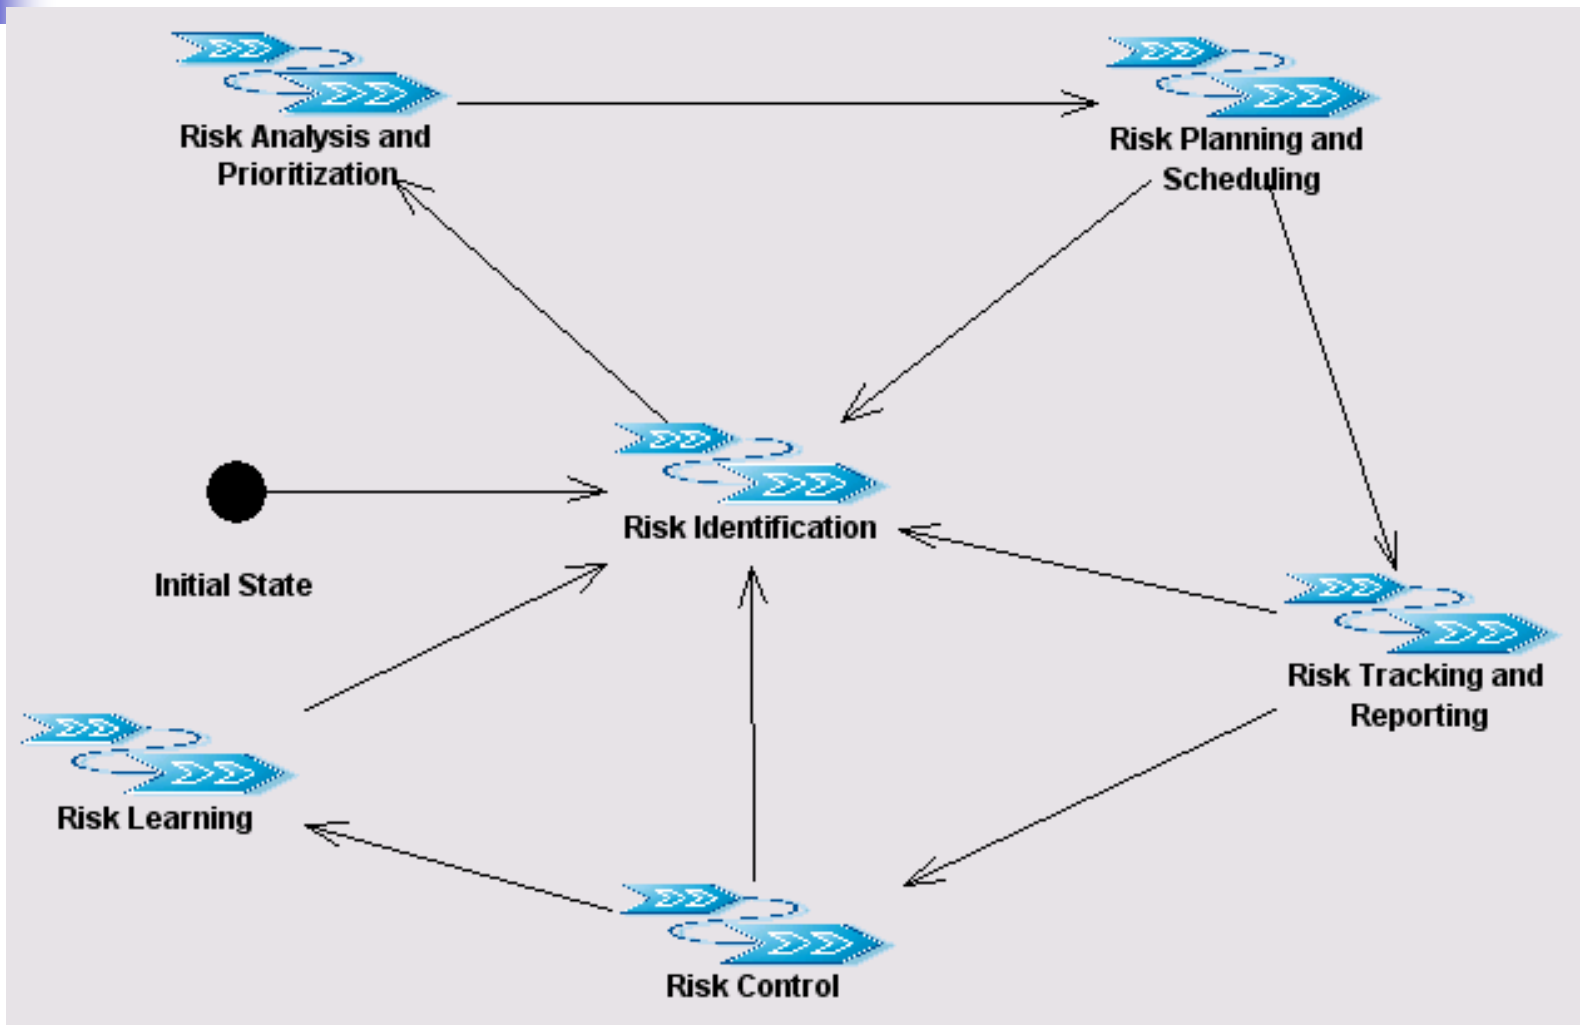 Risk Analysis and
Prioritization
Risk Planning and
Scheduling
Risk Identification
Initial State
Risk Tracking and
Reporting
Risk Learning
Risk Control